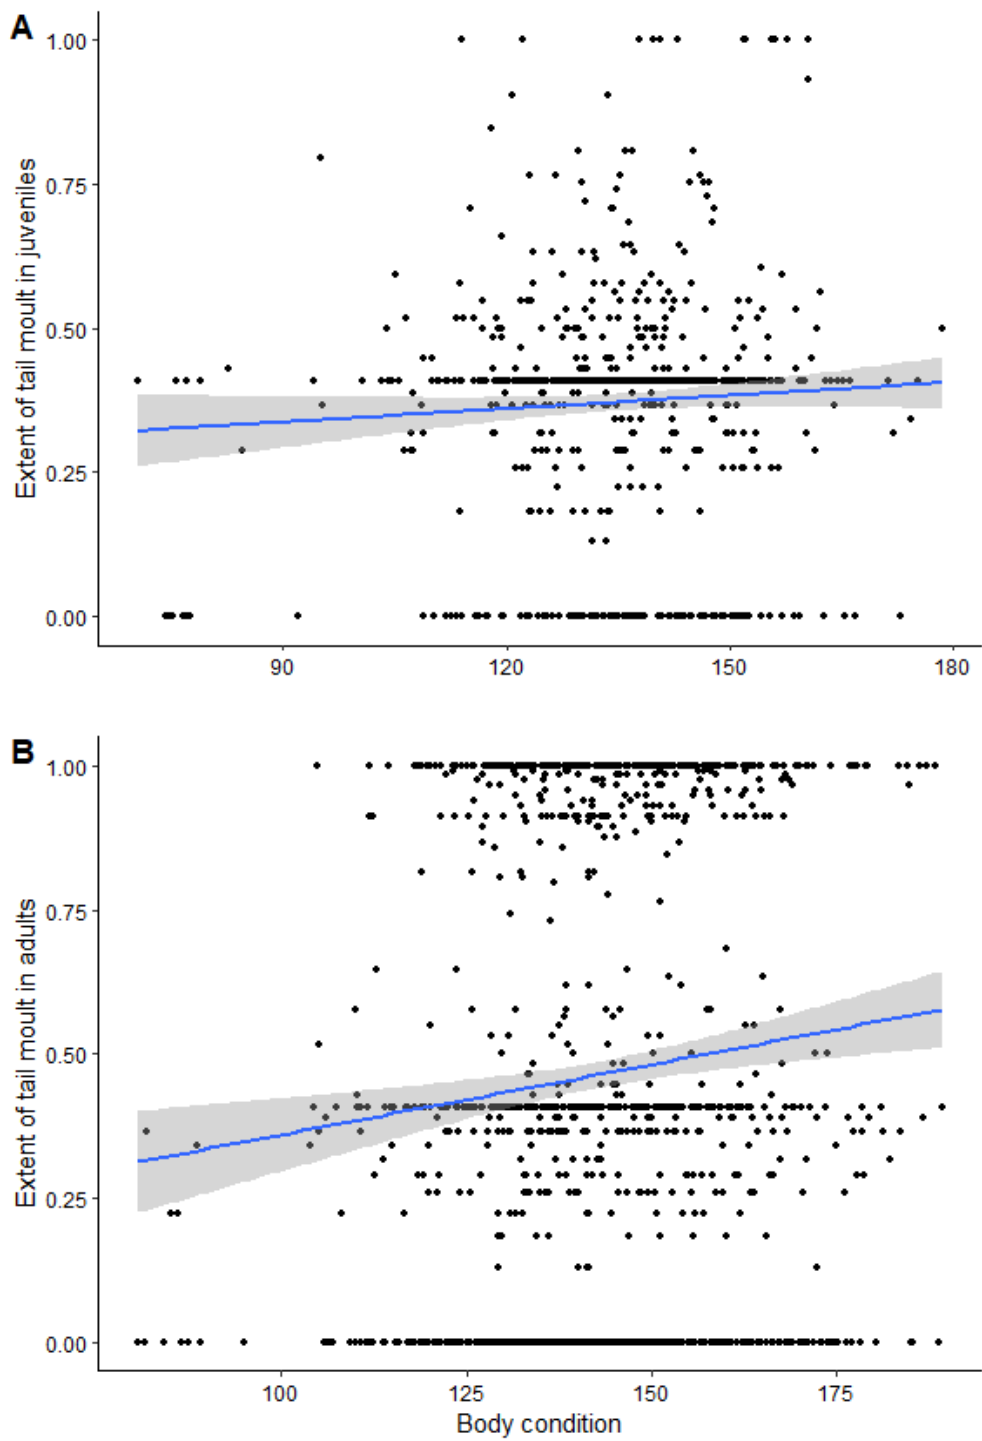 A
Extent of tail moult in juveniles
1.00
0.75
0.50
0.25
0.00
90 120 150 180
B
Extent of tail moult in adults
1.00
0.75
0.50
0.25
0.00
100 125 150 175
Body condition